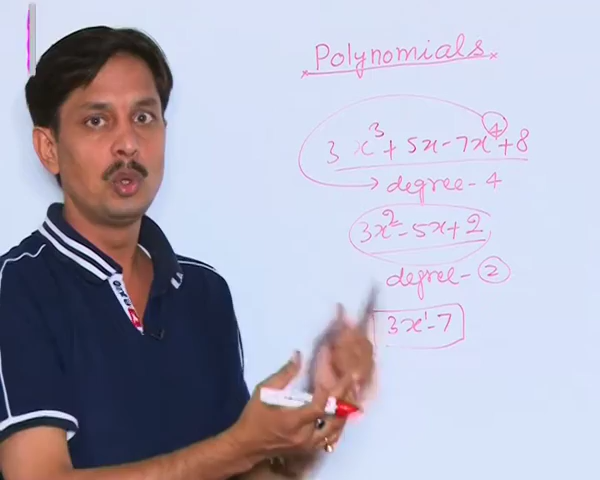 Polynomials
3x³ + 5x - 7x⁴ + 8
degree - 4
3x² - 5x + 2
degree - 2
3x¹ - 7